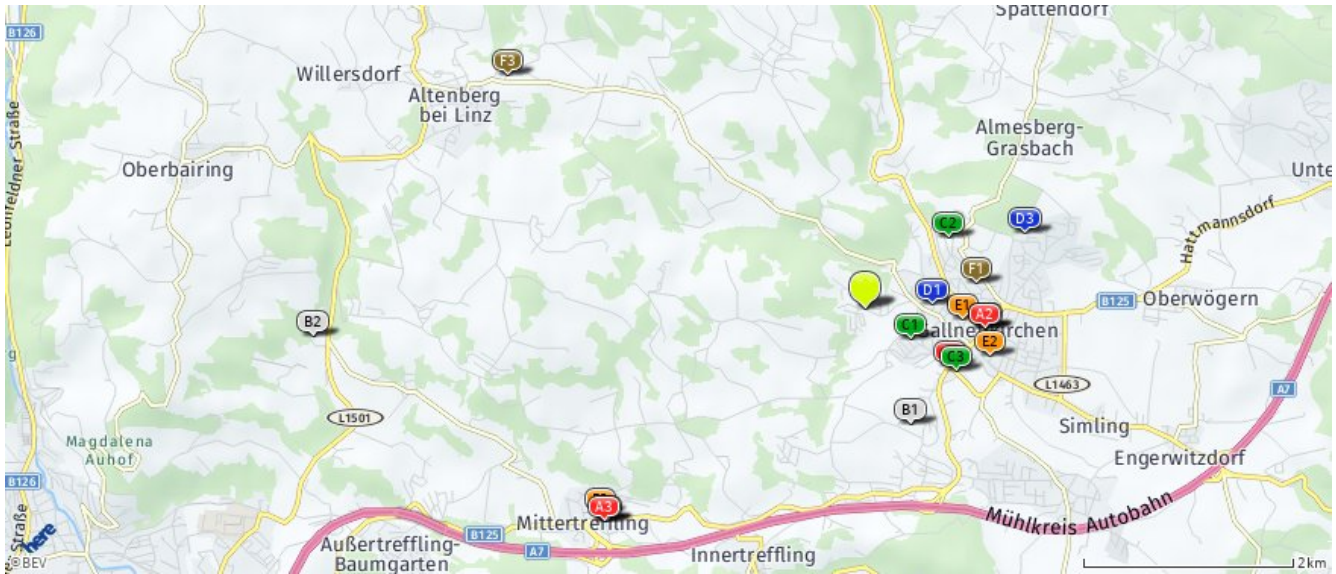 Spattendorf
B126
Willersdorf
F3
Altenberg
bei Linz
Leonfeldner Straße
Almesberg-
Grasbach
Oberbairing
Unte
C2
D3
Hattmannsdorf
F1
D1
E1
B125
Oberwögern
A2
B2
C1
E2
C3
L1463
A7
B1
L1501
Simling
Magdalena
Auhof
Engerwitzdorf
B126
A3
Mühlkreis Autobahn
Straße
Mittertreffling
B125
Außertreffling-
Baumgarten
A7
Innertreffling
here
©BEV
2km